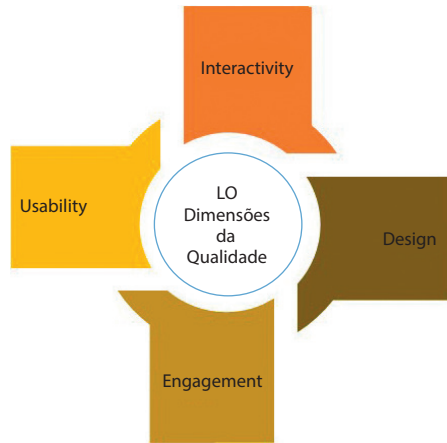 Interactivity
Usability
LO
Dimensões
da
Qualidade
Design
Engagement